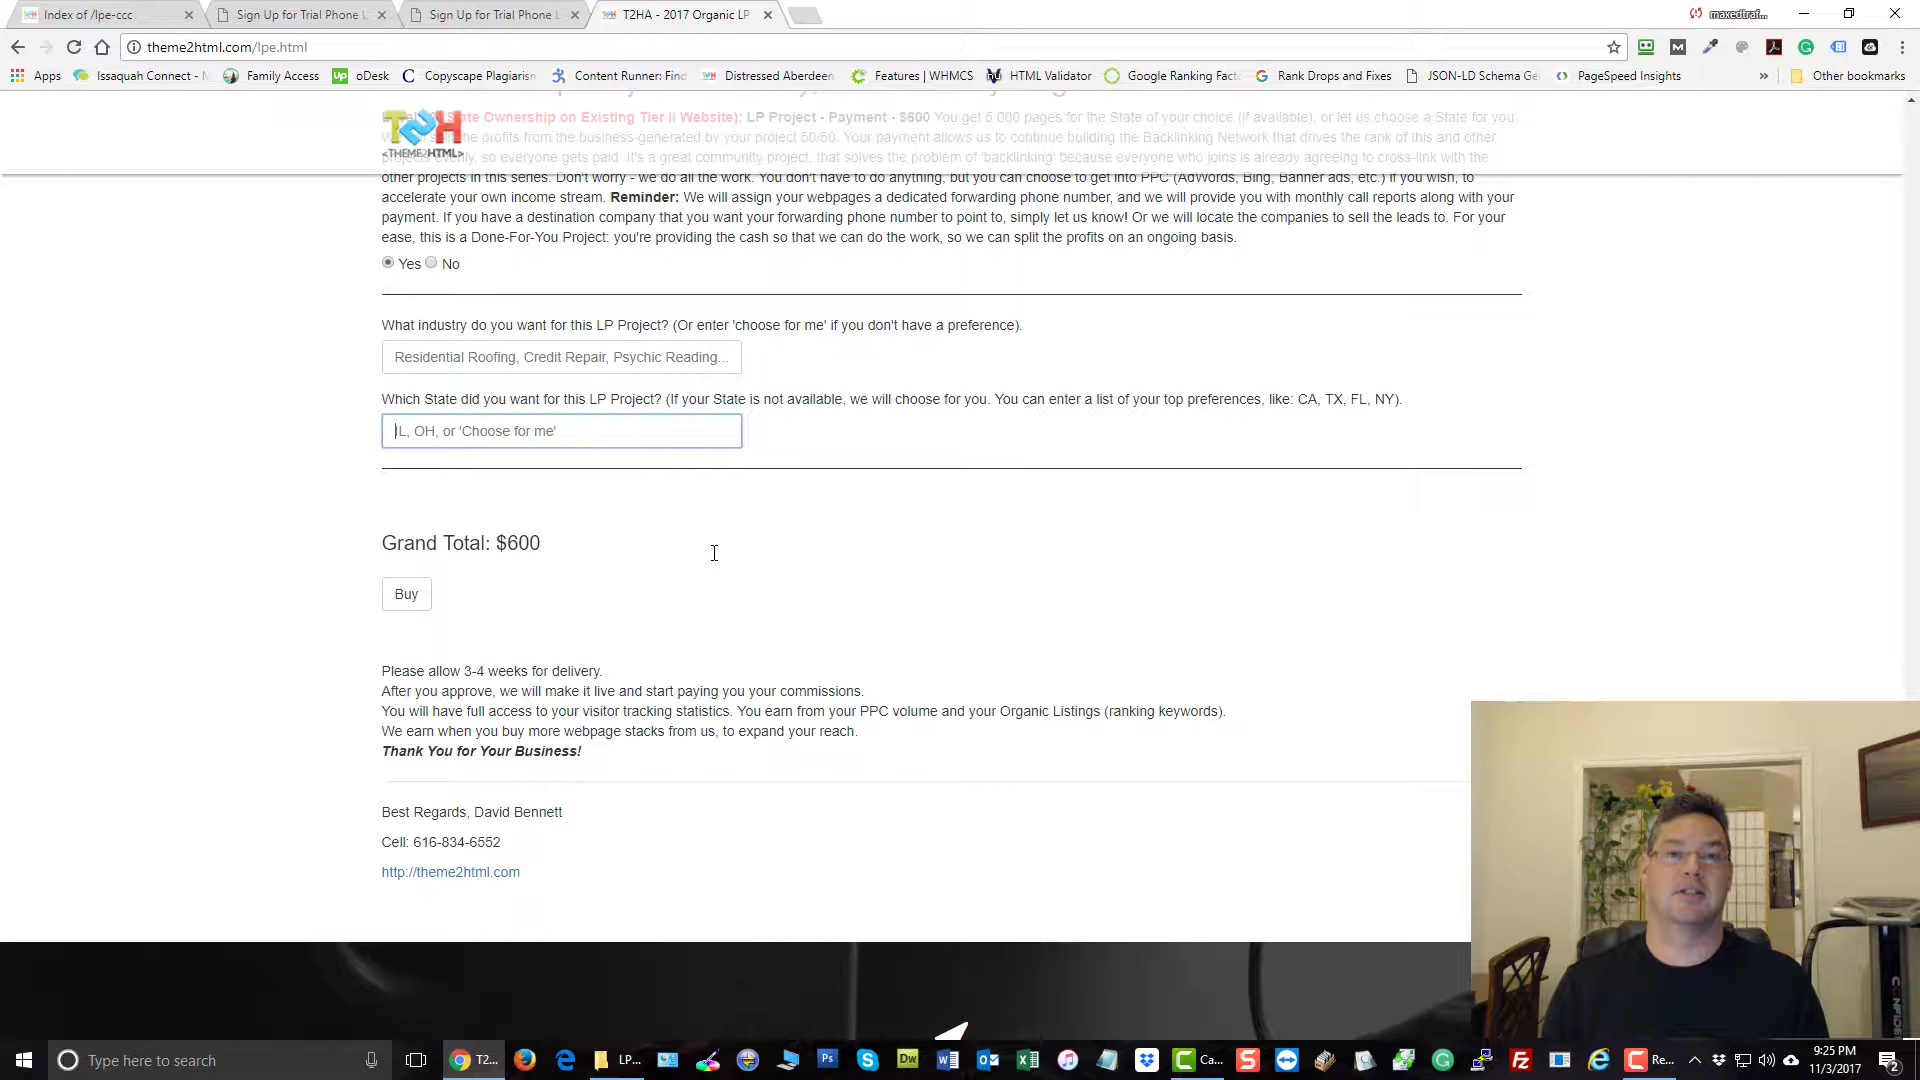 Index of /lpe-ccc
Sign Up for Trial Phone L
Sign Up for Trial Phone L
T2HA - 2017 Organic LP
maxedtraf...
theme2html.com/lpe.html
Apps
Issaquah Connect -
Family Access
Up oDesk
Copyscape Plagiaris
Content Runner: Find
Distressed Aberdeen
Features | WHMCS
HTML Validator
Google Ranking Fact
Rank Drops and Fixes
JSON-LD Schema Ge
PageSpeed Insights
» Other bookmarks
T2H
<THEME2HTML>
State Ownership on Existing Tier II Website): LP Project - Payment - $600 You get 5 000 pages for the State of your choice (if available), or let us choose a State for you
the profits from the business generated by your project 50/50. Your payment allows us to continue building the Backlinking Network that drives the rank of this and other
projects evenly, so everyone gets paid. It's a great community project, that solves the problem of 'backlinking' because everyone who joins is already agreeing to cross-link with the
other projects in this series. Don't worry - we do all the work. You don't have to do anything, but you can choose to get into PPC (AdWords, Bing, Banner ads, etc.) if you wish, to
accelerate your own income stream. Reminder: We will assign your webpages a dedicated forwarding phone number, and we will provide you with monthly call reports along with your
payment. If you have a destination company that you want your forwarding phone number to point to, simply let us know! Or we will locate the companies to sell the leads to. For your
ease, this is a Done-For-You Project: you're providing the cash so that we can do the work, so we can split the profits on an ongoing basis.
Yes No
What industry do you want for this LP Project? (Or enter 'choose for me' if you don't have a preference).
Residential Roofing, Credit Repair, Psychic Reading...
Which State did you want for this LP Project? (If your State is not available, we will choose for you. You can enter a list of your top preferences, like: CA, TX, FL, NY).
IL, OH, or 'Choose for me'
Grand Total: $600
Buy
Please allow 3-4 weeks for delivery.
After you approve, we will make it live and start paying you your commissions.
You will have full access to your visitor tracking statistics. You earn from your PPC volume and your Organic Listings (ranking keywords).
We earn when you buy more webpage stacks from us, to expand your reach.
Thank You for Your Business!
Best Regards, David Bennett
Cell: 616-834-6552
http://theme2html.com
Type here to search
T2...
LP...
Ca...
Re...
9:25 PM
11/3/2017
2